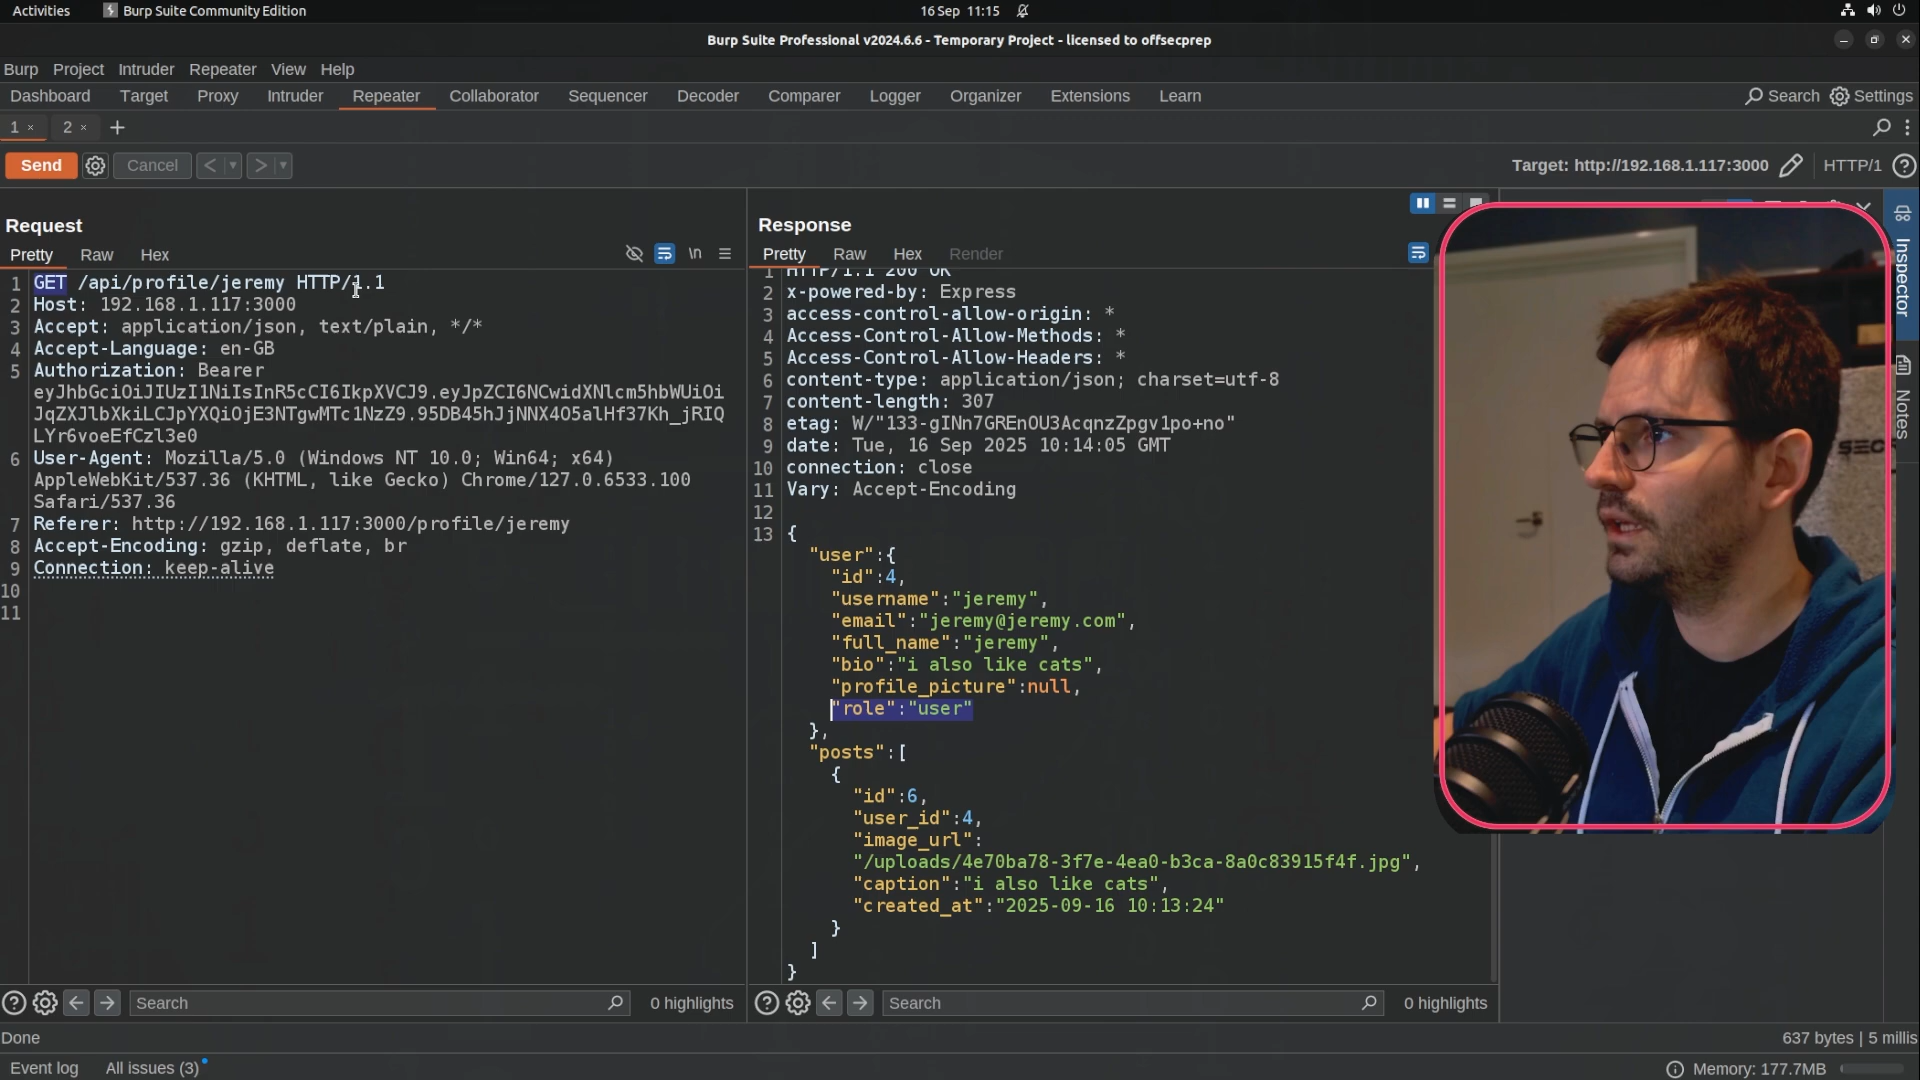 Activities
Burp Suite Community Edition
16 Sep 11:15
Burp Suite Professional v2024.6.6 - Temporary Project - licensed to offsecprep
Burp Project Intruder Repeater View Help
Dashboard Target Proxy Intruder Repeater Collaborator Sequencer Decoder Comparer Logger Organizer Extensions Learn
Search Settings
1 × 2 × +
Send Cancel < >
Target: http://192.168.1.117:3000 HTTP/1
Request
Pretty Raw Hex
\n
1 GET /api/profile/jeremy HTTP/1.1
2 Host: 192.168.1.117:3000
3 Accept: application/json, text/plain, */*
4 Accept-Language: en-GB
5 Authorization: Bearer
eyJhbGciOiJIUzI1NiIsInR5cCI6IkpXVCJ9.eyJpZCI6NCwidXNlcm5hbWUiOi
JqZXJlbXkiLCJpYXQiOjE3NTgwMTc1NzZ9.95DB45hJjNNX4O5alHf37Kh_jRIQ
LYr6voeEfCzl3e0
6 User-Agent: Mozilla/5.0 (Windows NT 10.0; Win64; x64)
AppleWebKit/537.36 (KHTML, like Gecko) Chrome/127.0.6533.100
Safari/537.36
7 Referer: http://192.168.1.117:3000/profile/jeremy
8 Accept-Encoding: gzip, deflate, br
9 Connection: keep-alive
10
11
Search
0 highlights
Response
Pretty Raw Hex Render
1 HTTP/1.1 200 OK
2 x-powered-by: Express
3 access-control-allow-origin: *
4 Access-Control-Allow-Methods: *
5 Access-Control-Allow-Headers: *
6 content-type: application/json; charset=utf-8
7 content-length: 307
8 etag: W/"133-gINn7GREnOU3AcqnzZpgv1po+no"
9 date: Tue, 16 Sep 2025 10:14:05 GMT
10 connection: close
11 Vary: Accept-Encoding
12
13 {
"user":{
"id":4,
"username":"jeremy",
"email":"jeremy@jeremy.com",
"full_name":"jeremy",
"bio":"i also like cats",
"profile_picture":null,
"role":"user"
},
"posts":[
{
"id":6,
"user_id":4,
"image_url":
"/uploads/4e70ba78-3f7e-4ea0-b3ca-8a0c83915f4f.jpg",
"caption":"i also like cats",
"created_at":"2025-09-16 10:13:24"
}
]
}
Search
0 highlights
Inspector
Notes
Done
637 bytes | 5 millis
Event log All issues (3)
Memory: 177.7MB